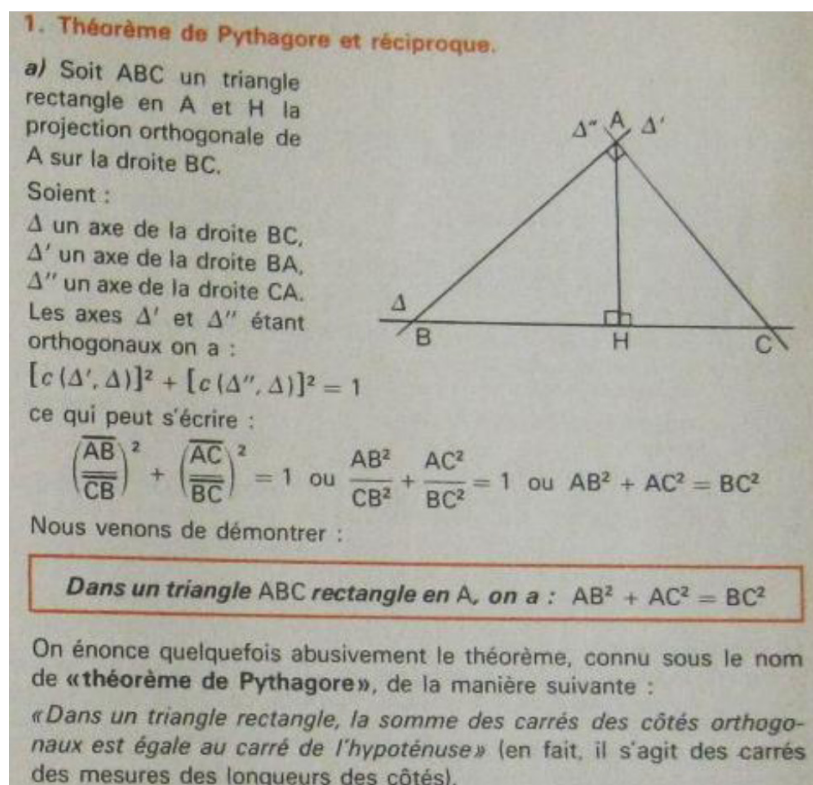 1. Théorème de Pythagore et réciproque.
a) Soit ABC un triangle
rectangle en A et H la
projection orthogonale de
A sur la droite BC.
Soient :
Δ un axe de la droite BC,
Δ′ un axe de la droite BA,
Δ″ un axe de la droite CA.
Les axes Δ′ et Δ″ étant
orthogonaux on a :
[c (Δ′, Δ)]² + [c (Δ″, Δ)]² = 1
Δ″ A Δ′
Δ
B H C
ce qui peut s'écrire :
(A̅B̅ / C̅B̅)² + (A̅C̅ / B̅C̅)² = 1 ou AB²/CB² + AC²/BC² = 1 ou AB² + AC² = BC²
Nous venons de démontrer :
Dans un triangle ABC rectangle en A, on a : AB² + AC² = BC²
On énonce quelquefois abusivement le théorème, connu sous le nom
de «théorème de Pythagore», de la manière suivante :
«Dans un triangle rectangle, la somme des carrés des côtés orthogo-
naux est égale au carré de l'hypoténuse» (en fait, il s'agit des carrés
des mesures des longueurs des côtés).